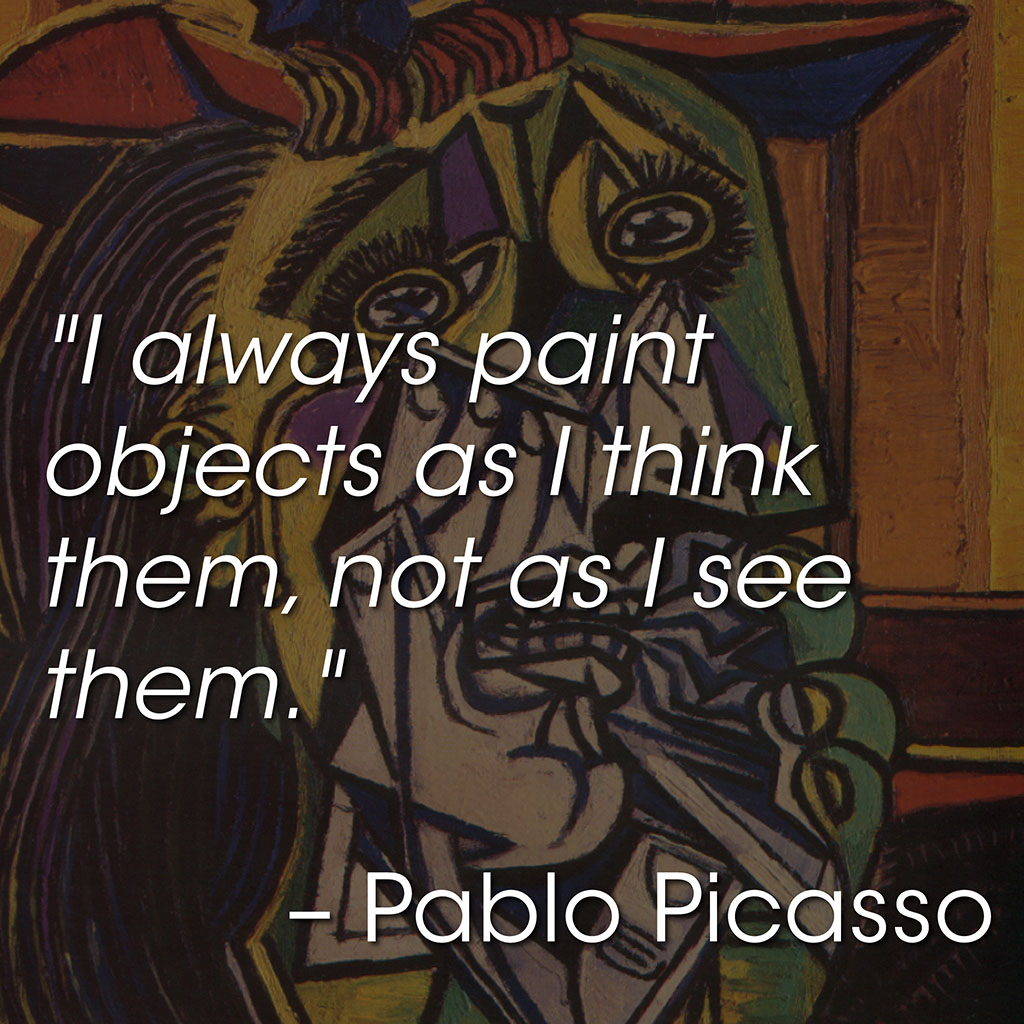 "I always paint
objects as I think
them, not as I see
them."
– Pablo Picasso